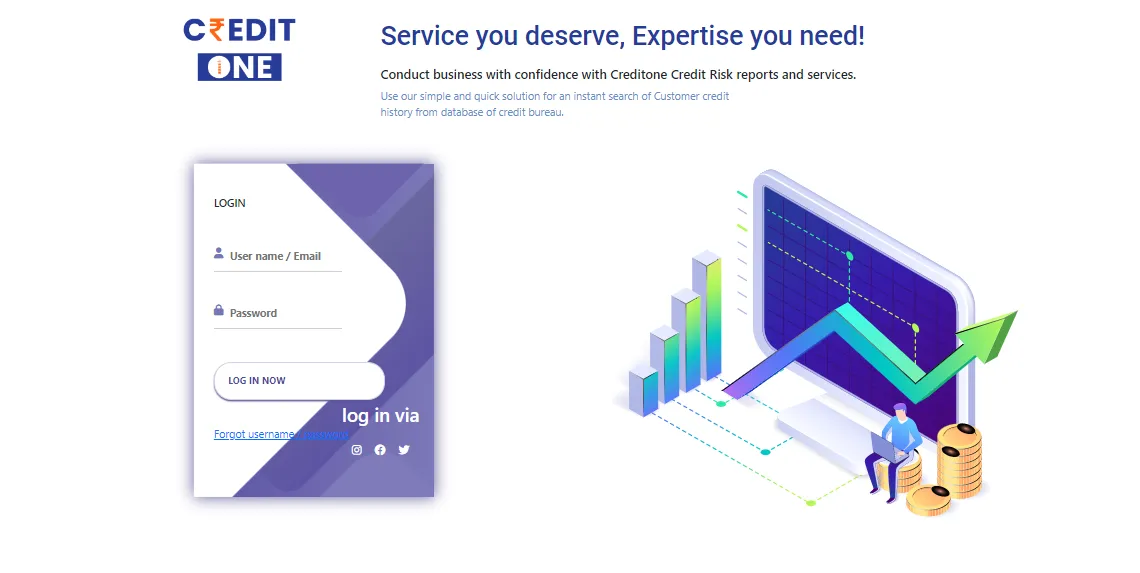 C₹EDIT
ONE
Service you deserve, Expertise you need!
Conduct business with confidence with Creditone Credit Risk reports and services.
Use our simple and quick solution for an instant search of Customer credit
history from database of credit bureau.
LOGIN
User name / Email
Password
LOG IN NOW
log in via
Forgot username / password